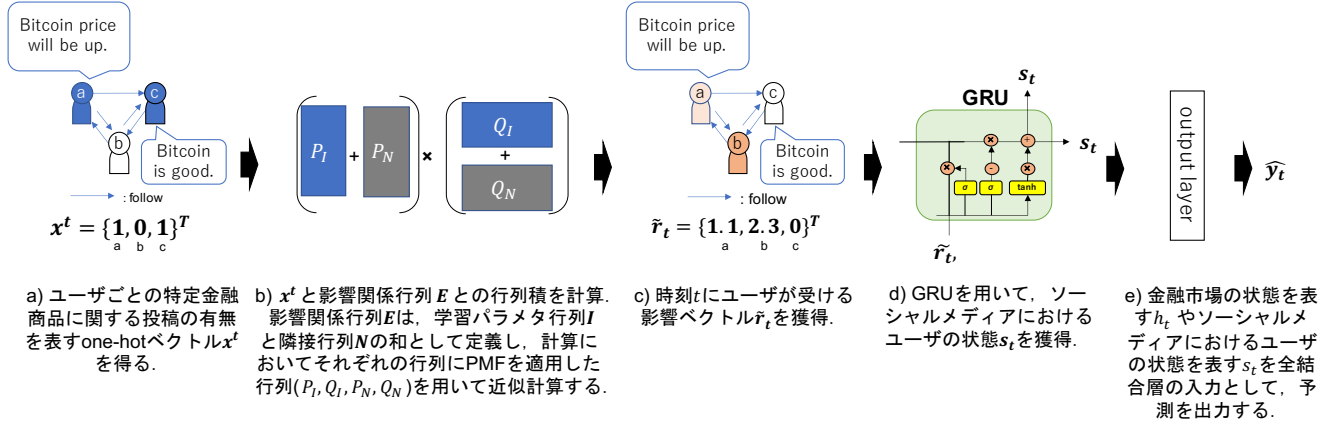 Bitcoin price
will be up.
a
c
b
Bitcoin
is good.
: follow
𝒙ᵗ = {𝟏, 𝟎, 𝟏}ᵀ
a b c
P_I + P_N × Q_I + Q_N
Bitcoin price
will be up.
a
c
b
Bitcoin
is good.
: follow
r̃_t = {1.1, 2.3, 0}ᵀ
a b c
s_t
GRU
× +
s_t
× - ×
σ σ tanh
r̃_t,
output layer
ŷ_t
a) ユーザごとの特定金融
商品に関する投稿の有無
を表すone-hotベクトルxᵗ
を得る.
b) xᵗ と影響関係行列 E との行列積を計算.
影響関係行列Eは,学習パラメタ行列I
と隣接行列Nの和として定義し,計算に
おいてそれぞれの行列にPMFを適用した
行列(P_I, Q_I, P_N, Q_N)を用いて近似計算する.
c) 時刻tにユーザが受ける
影響ベクトルr̃_tを獲得.
d) GRUを用いて,ソー
シャルメディアにおける
ユーザの状態s_tを獲得.
e) 金融市場の状態を表
すh_t やソーシャルメ
ディアにおけるユーザ
の状態を表すs_tを全結
合層の入力として,予
測を出力する.